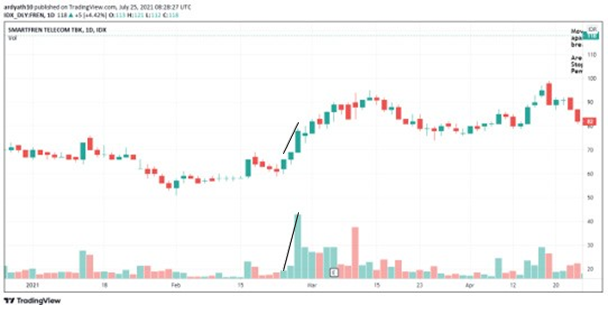 ardyath10 published on TradingView.com, July 25, 2021 08:28:27 UTC
IDX_DLY:FREN, 1D 118 ▲ +5 (+4.42%) O:113 H:121 L:112 C:118
SMARTFREN TELECOM TBK, 1D, IDX
Vol
IDR
118
110
100
90
82
70
60
50
40
30
20
2021
Feb
15
Mar
15
23
Apr
12
20
E
TradingView